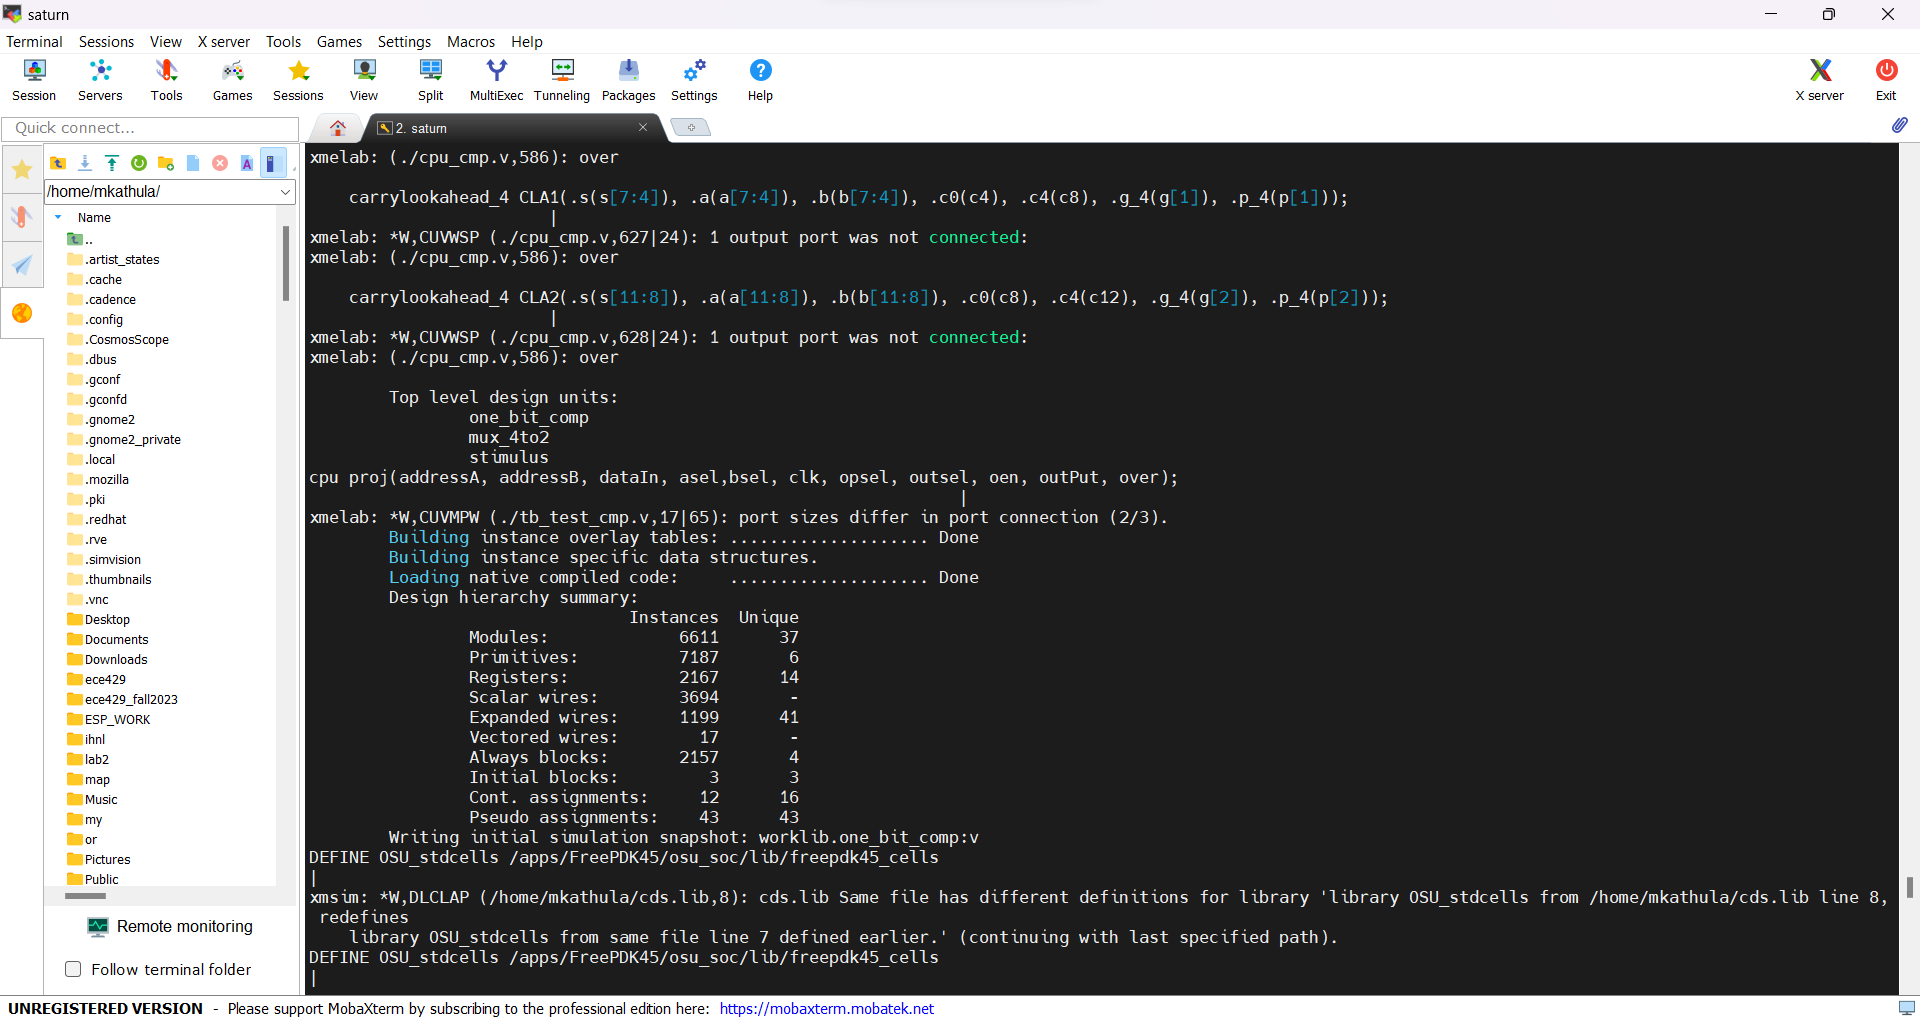 saturn
Terminal Sessions View X server Tools Games Settings Macros Help
Session Servers Tools Games Sessions View Split MultiExec Tunneling Packages Settings Help X server Exit
Quick connect...
2. saturn
/home/mkathula/
Name
..
.artist_states
.cache
.cadence
.config
.CosmosScope
.dbus
.gconf
.gconfd
.gnome2
.gnome2_private
.local
.mozilla
.pki
.redhat
.rve
.simvision
.thumbnails
.vnc
Desktop
Documents
Downloads
ece429
ece429_fall2023
ESP_WORK
ihnl
lab2
map
Music
my
or
Pictures
Public
Remote monitoring
Follow terminal folder
xmelab: (./cpu_cmp.v,586): over
carrylookahead_4 CLA1(.s(s[7:4]), .a(a[7:4]), .b(b[7:4]), .c0(c4), .c4(c8), .g_4(g[1]), .p_4(p[1]));
|
xmelab: *W,CUVWSP (./cpu_cmp.v,627|24): 1 output port was not connected:
xmelab: (./cpu_cmp.v,586): over
carrylookahead_4 CLA2(.s(s[11:8]), .a(a[11:8]), .b(b[11:8]), .c0(c8), .c4(c12), .g_4(g[2]), .p_4(p[2]));
|
xmelab: *W,CUVWSP (./cpu_cmp.v,628|24): 1 output port was not connected:
xmelab: (./cpu_cmp.v,586): over
Top level design units:
one_bit_comp
mux_4to2
stimulus
cpu proj(addressA, addressB, dataIn, asel,bsel, clk, opsel, outsel, oen, outPut, over);
|
xmelab: *W,CUVMPW (./tb_test_cmp.v,17|65): port sizes differ in port connection (2/3).
Building instance overlay tables: .................... Done
Building instance specific data structures.
Loading native compiled code:     .................... Done
Design hierarchy summary:
Instances  Unique
Modules:             6611      37
Primitives:          7187       6
Registers:           2167      14
Scalar wires:        3694       -
Expanded wires:      1199      41
Vectored wires:        17       -
Always blocks:       2157       4
Initial blocks:         3       3
Cont. assignments:     12      16
Pseudo assignments:    43      43
Writing initial simulation snapshot: worklib.one_bit_comp:v
DEFINE OSU_stdcells /apps/FreePDK45/osu_soc/lib/freepdk45_cells
|
xmsim: *W,DLCLAP (/home/mkathula/cds.lib,8): cds.lib Same file has different definitions for library 'library OSU_stdcells from /home/mkathula/cds.lib line 8,
redefines
library OSU_stdcells from same file line 7 defined earlier.' (continuing with last specified path).
DEFINE OSU_stdcells /apps/FreePDK45/osu_soc/lib/freepdk45_cells
|
UNREGISTERED VERSION - Please support MobaXterm by subscribing to the professional edition here: https://mobaxterm.mobatek.net